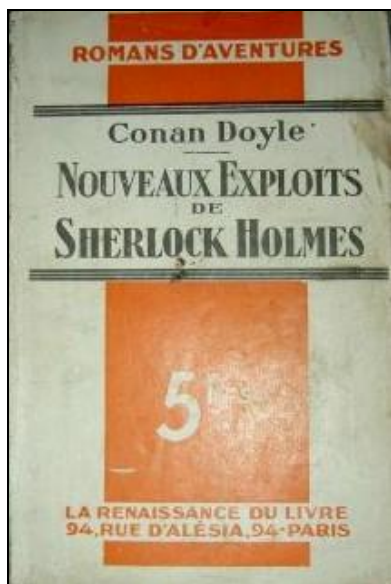 ROMANS D'AVENTURES
Conan Doyle
NOUVEAUX EXPLOITS
DE
SHERLOCK HOLMES
5
LA RENAISSANCE DU LIVRE
94, RUE D'ALÉSIA, 94-PARIS